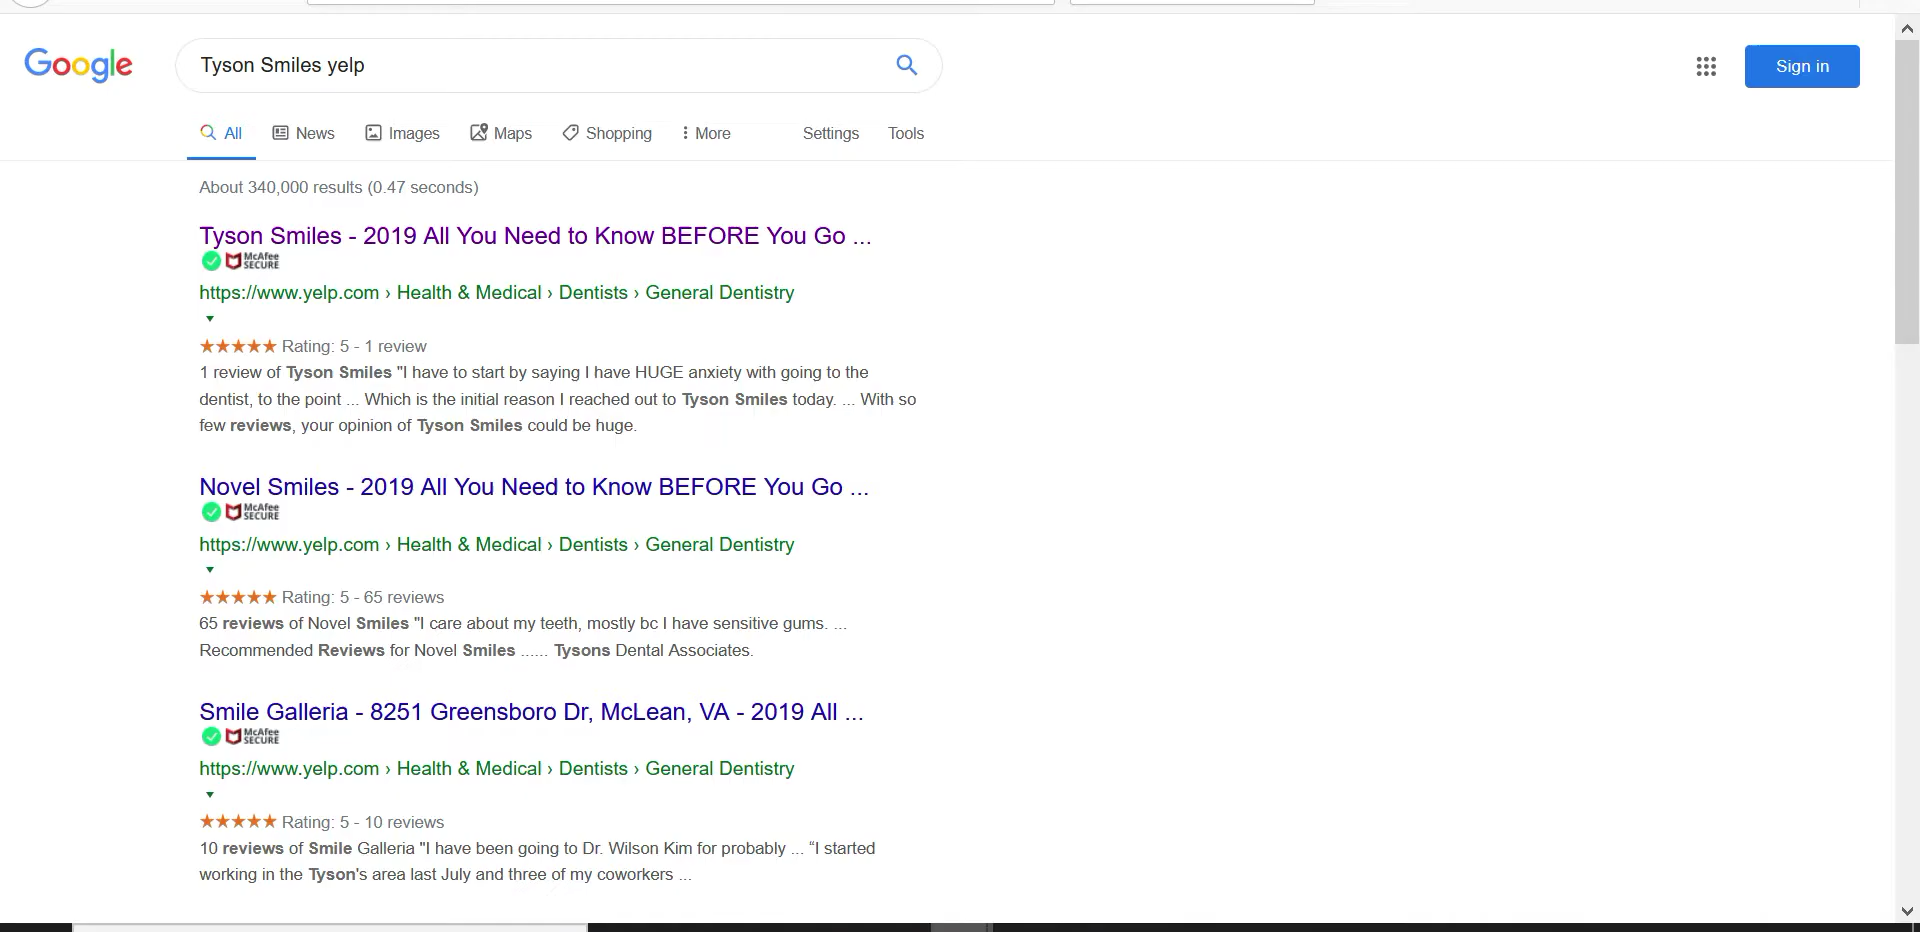 Google
Tyson Smiles yelp
Sign in
All News Images Maps Shopping More Settings Tools
About 340,000 results (0.47 seconds)
Tyson Smiles - 2019 All You Need to Know BEFORE You Go ...
McAfee SECURE
https://www.yelp.com › Health & Medical › Dentists › General Dentistry
Rating: 5 - 1 review
1 review of Tyson Smiles "I have to start by saying I have HUGE anxiety with going to the
dentist, to the point ... Which is the initial reason I reached out to Tyson Smiles today. ... With so
few reviews, your opinion of Tyson Smiles could be huge.
Novel Smiles - 2019 All You Need to Know BEFORE You Go ...
McAfee SECURE
https://www.yelp.com › Health & Medical › Dentists › General Dentistry
Rating: 5 - 65 reviews
65 reviews of Novel Smiles "I care about my teeth, mostly bc I have sensitive gums. ...
Recommended Reviews for Novel Smiles ...... Tysons Dental Associates.
Smile Galleria - 8251 Greensboro Dr, McLean, VA - 2019 All ...
McAfee SECURE
https://www.yelp.com › Health & Medical › Dentists › General Dentistry
Rating: 5 - 10 reviews
10 reviews of Smile Galleria "I have been going to Dr. Wilson Kim for probably ... “I started
working in the Tyson's area last July and three of my coworkers ...